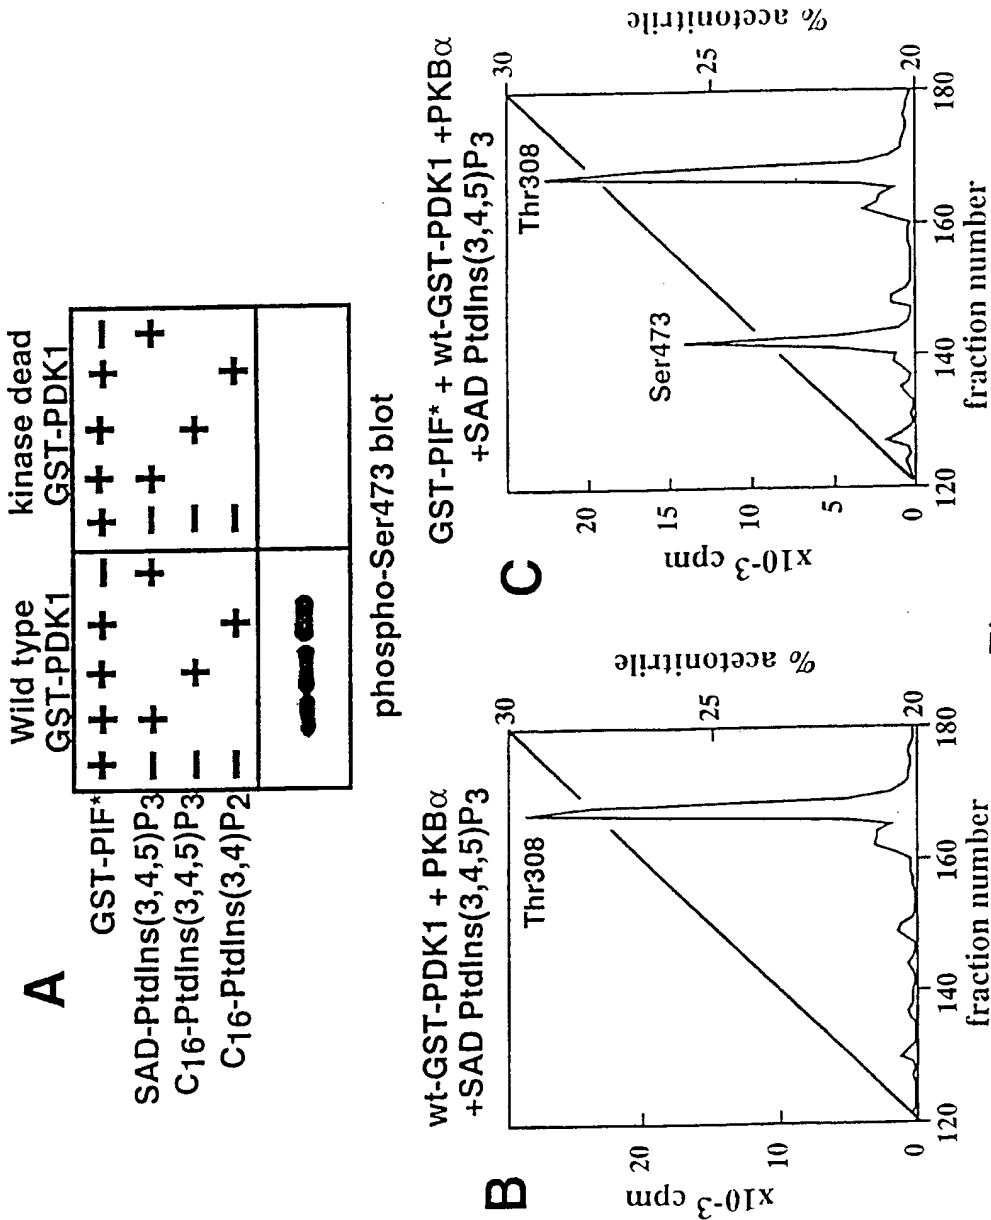 A
Wild type
GST-PDK1
kinase dead
GST-PDK1
GST-PIF* + + + + − + + + + −
SAD-PtdIns(3,4,5)P3 − + + − + +
C16-PtdIns(3,4,5)P3 − + − +
C16-PtdIns(3,4)P2 − + − +
phospho-Ser473 blot
B
wt-GST-PDK1 + PKBα
+SAD PtdIns(3,4,5)P3
Thr308
x10-3 cpm
0
10
20
120
140
160
180
fraction number
20
25
30
% acetonitrile
C
GST-PIF* + wt-GST-PDK1 +PKBα
+SAD PtdIns(3,4,5)P3
Ser473
Thr308
x10-3 cpm
0
5
10
15
20
120
140
160
180
fraction number
20
25
30
% acetonitrile